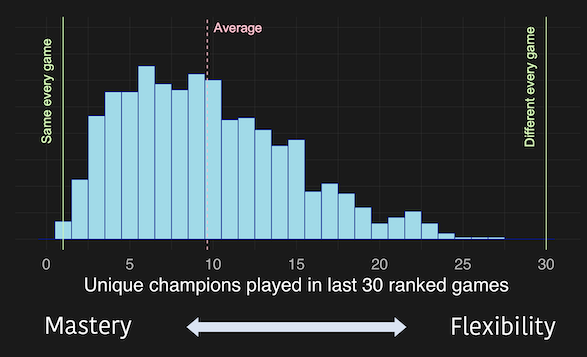 Average
Same every game
Different every game
0 5 10 15 20 25 30
Unique champions played in last 30 ranked games
Mastery Flexibility